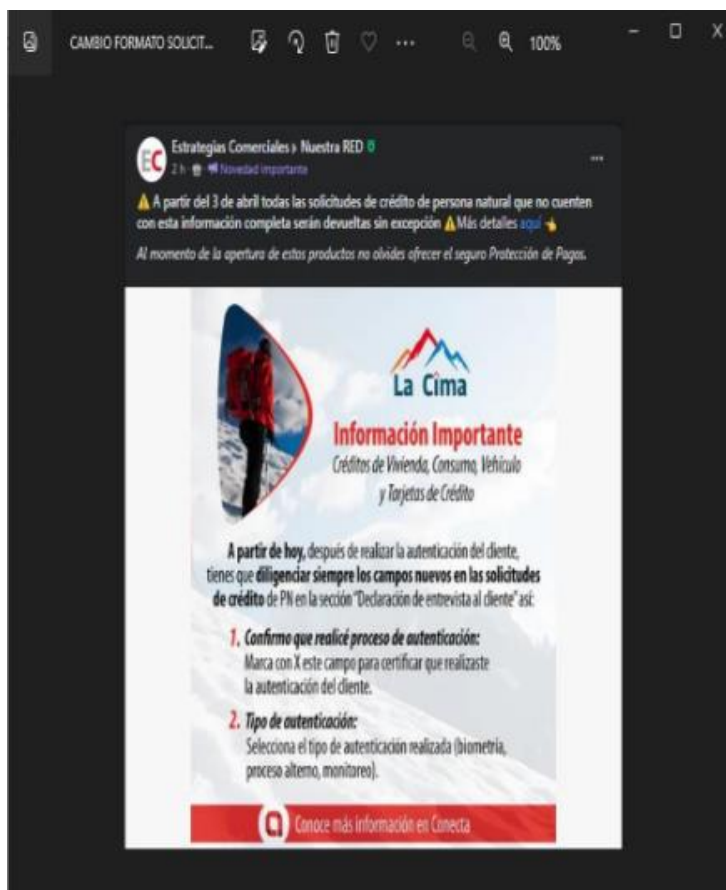 CAMBIO FORMATO SOLICIT...
100%
EC
Estrategias Comerciales ▸ Nuestra RED
2 h Novedad importante
A partir del 3 de abril todas las solicitudes de crédito de persona natural que no cuenten
con esta información completa serán devueltas sin excepción Más detalles aquí
Al momento de la apertura de estos productos no olvides ofrecer el seguro Protección de Pagos.
La Cima
Información Importante
Créditos de Vivienda, Consumo, Vehículo
y Tarjetas de Crédito
A partir de hoy, después de realizar la autenticación del cliente,
tienes que diligenciar siempre los campos nuevos en las solicitudes
de crédito de PN en la sección "Declaración de entrevista al cliente" así:
1. Confirmo que realicé proceso de autenticación:
Marca con X este campo para certificar que realizaste
la autenticación del cliente.
2. Tipo de autenticación:
Selecciona el tipo de autenticación realizada (biometría,
proceso alterno, monitoreo).
Conoce más información en Conecta